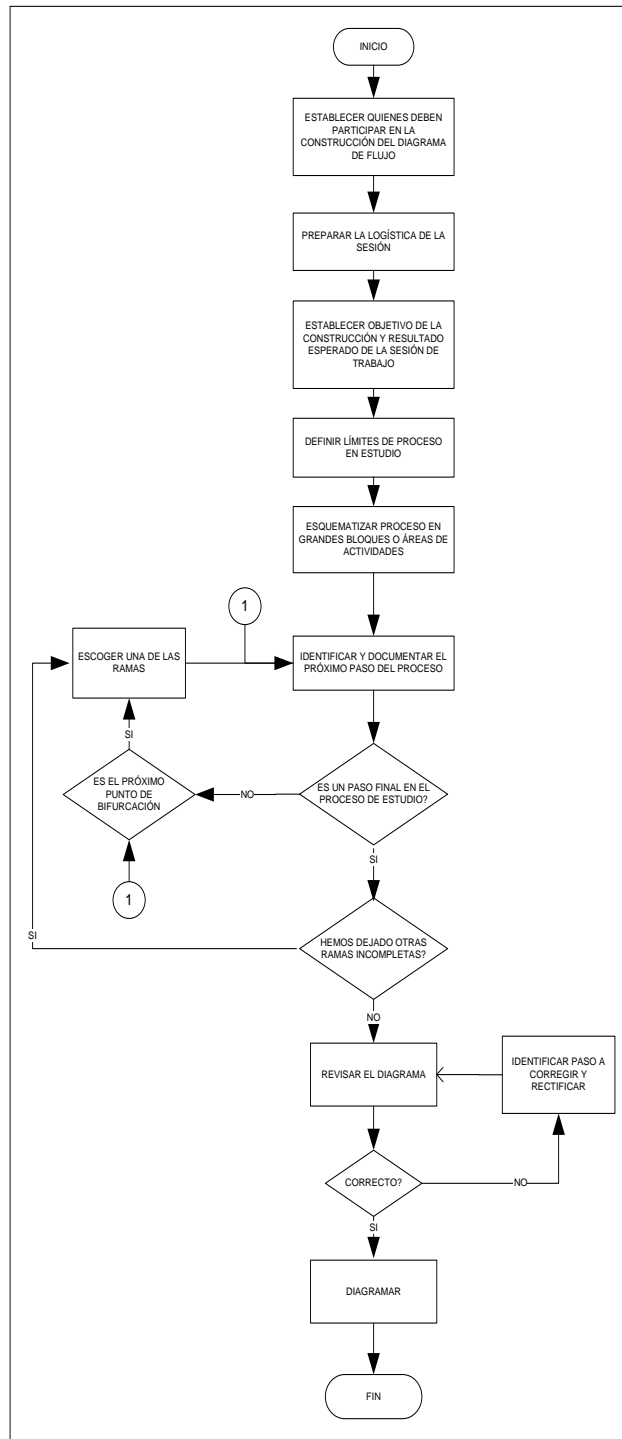 INICIO
ESTABLECER QUIENES DEBEN
PARTICIPAR EN LA
CONSTRUCCIÓN DEL DIAGRAMA
DE FLUJO
PREPARAR LA LOGÍSTICA DE LA
SESIÓN
ESTABLECER OBJETIVO DE LA
CONSTRUCCIÓN Y RESULTADO
ESPERADO DE LA SESIÓN DE
TRABAJO
DEFINIR LÍMITES DE PROCESO
EN ESTUDIO
ESQUEMATIZAR PROCESO EN
GRANDES BLOQUES O ÁREAS DE
ACTIVIDADES
1
ESCOGER UNA DE LAS
RAMAS
IDENTIFICAR Y DOCUMENTAR EL
PRÓXIMO PASO DEL PROCESO
SI
ES EL PRÓXIMO
PUNTO DE
BIFURCACIÓN
NO
ES UN PASO FINAL EN EL
PROCESO DE ESTUDIO?
SI
1
SI
HEMOS DEJADO OTRAS
RAMAS INCOMPLETAS?
NO
REVISAR EL DIAGRAMA
IDENTIFICAR PASO A
CORREGIR Y
RECTIFICAR
CORRECTO?
NO
SI
DIAGRAMAR
FIN